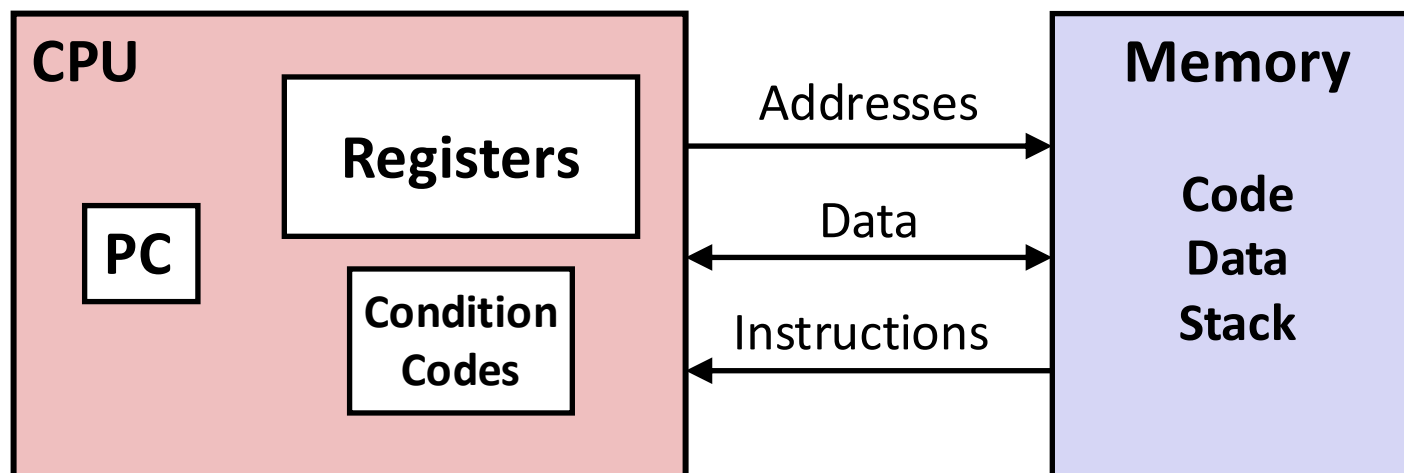 CPU
Registers
PC
Condition
Codes
Addresses
Data
Instructions
Memory
Code
Data
Stack